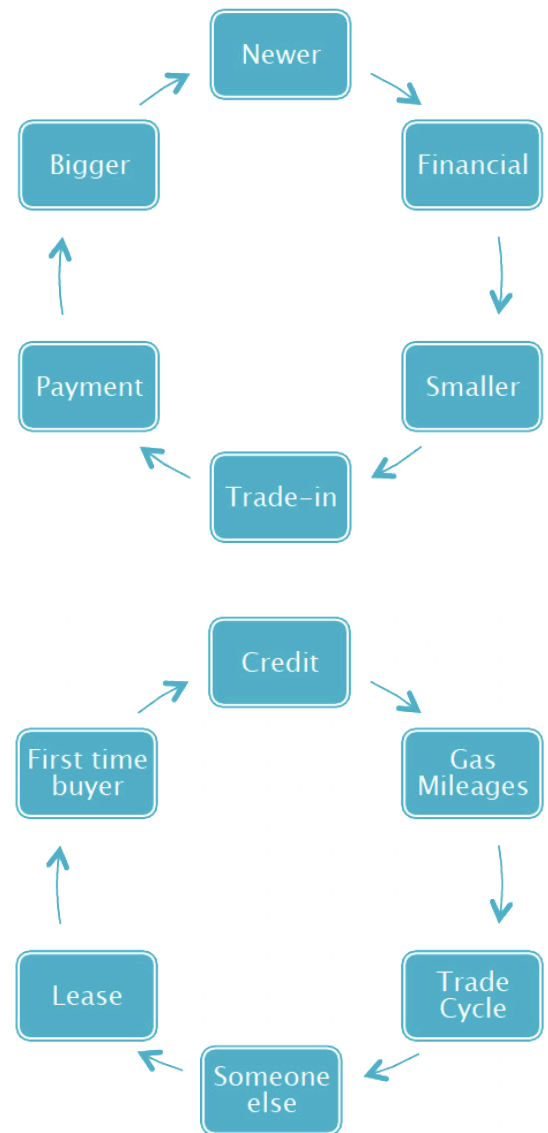 Newer
Financial
Smaller
Trade-in
Payment
Bigger
Credit
Gas
Mileages
Trade
Cycle
Someone
else
Lease
First time
buyer